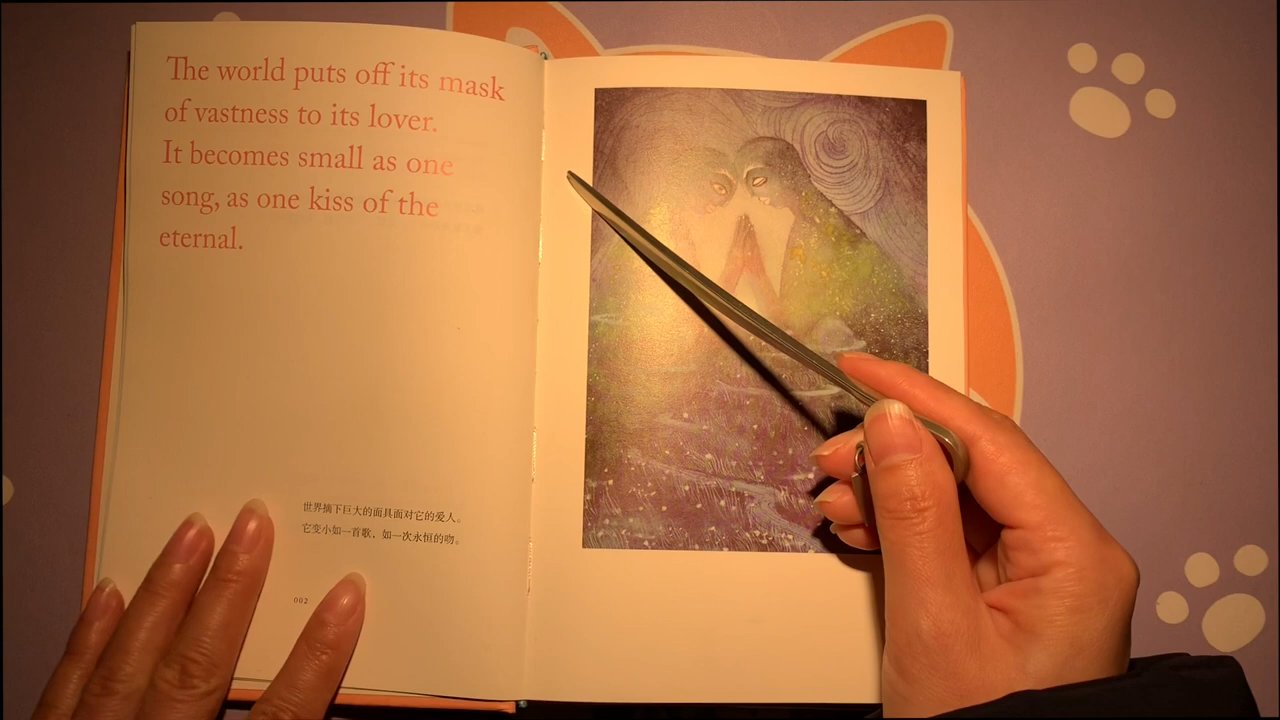 The world puts off its mask
of vastness to its lover.
It becomes small as one
song, as one kiss of the
eternal.
世界摘下巨大的面具面对它的爱人。
它变小如一首歌，如一次永恒的吻。
002